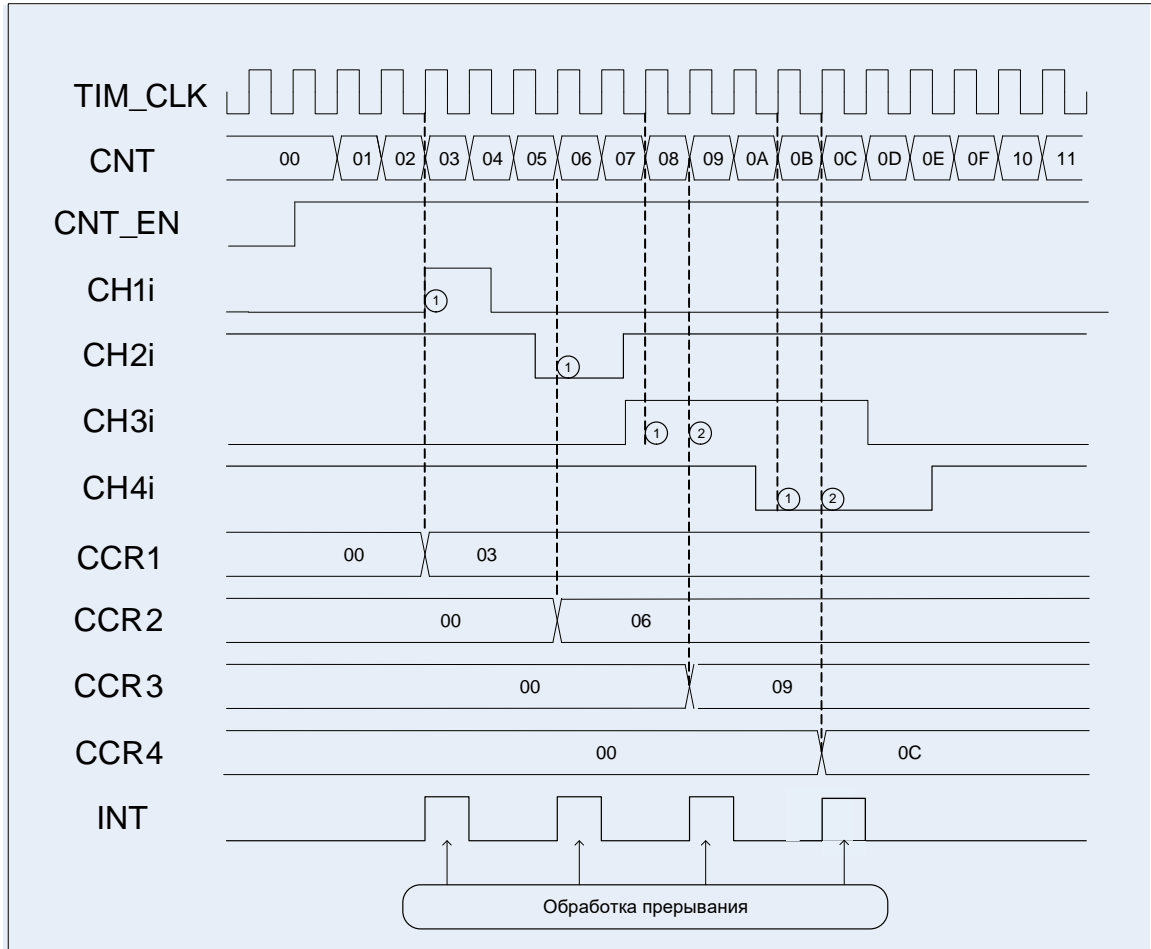 TIM_CLK
CNT 00 01 02 03 04 05 06 07 08 09 0A 0B 0C 0D 0E 0F 10 11
CNT_EN
CH1i 1
CH2i 1
CH3i 1 2
CH4i 1 2
CCR1 00 03
CCR2 00 06
CCR3 00 09
CCR4 00 0C
INT
Обработка прерывания